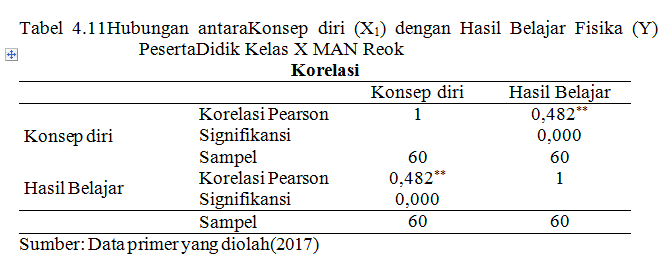 Tabel 4.11Hubungan antaraKonsep diri (X₁) dengan Hasil Belajar Fisika (Y)
PesertaDidik Kelas X MAN Reok
Korelasi
Konsep diri Hasil Belajar
Konsep diri Korelasi Pearson 1 0,482**
Signifikansi 0,000
Sampel 60 60
Hasil Belajar Korelasi Pearson 0,482** 1
Signifikansi 0,000
Sampel 60 60
Sumber: Data primer yang diolah(2017)